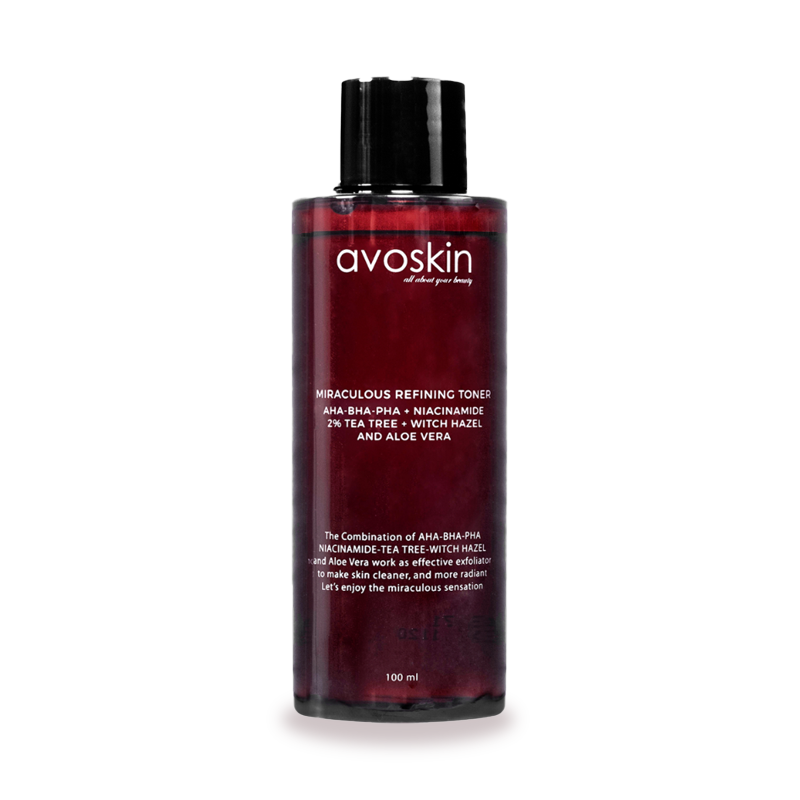 avoskin
all about your beauty
MIRACULOUS REFINING TONER
AHA-BHA-PHA + NIACINAMIDE
2% TEA TREE + WITCH HAZEL
AND ALOE VERA
The Combination of AHA-BHA-PHA
NIACINAMIDE-TEA TREE-WITCH HAZEL
and Aloe Vera work as effective exfoliator
to make skin cleaner, and more radiant
Let's enjoy the miraculous sensation
100 ml